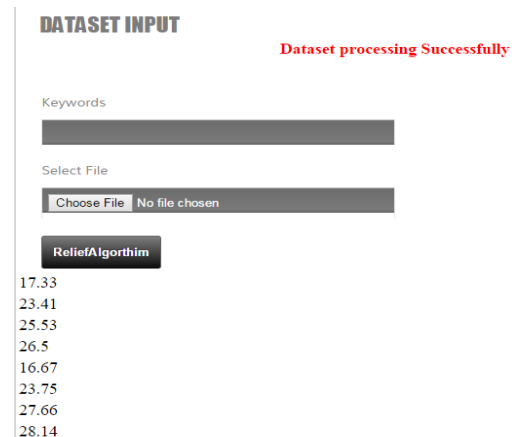 DATASET INPUT
Dataset processing Successfully
Keywords
Select File
Choose File No file chosen
ReliefAlgorthim
17.33
23.41
25.53
26.5
16.67
23.75
27.66
28.14